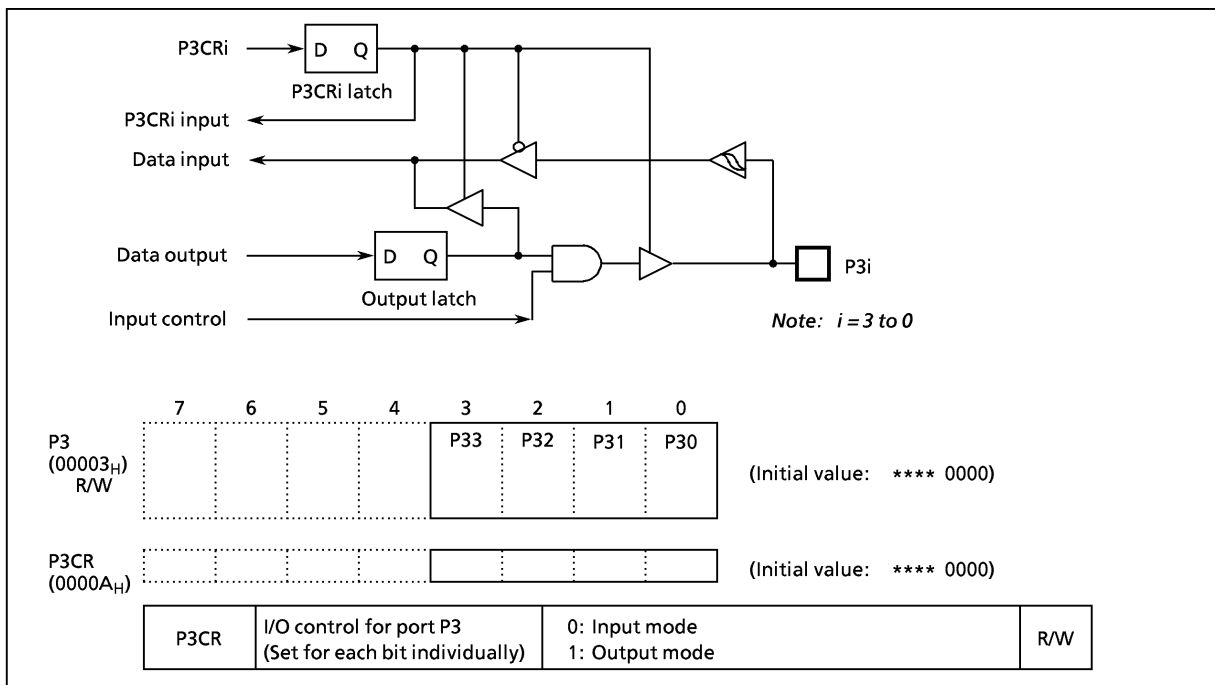 P3CRi
D Q
P3CRi latch
P3CRi input
Data input
Data output
D Q
Output latch
P3i
Input control
Note: i = 3 to 0
7 6 5 4 3 2 1 0
P3
(00003H)
R/W
P33 P32 P31 P30
(Initial value: **** 0000)
P3CR
(0000AH)
(Initial value: **** 0000)
P3CR
I/O control for port P3
(Set for each bit individually)
0: Input mode
1: Output mode
R/W